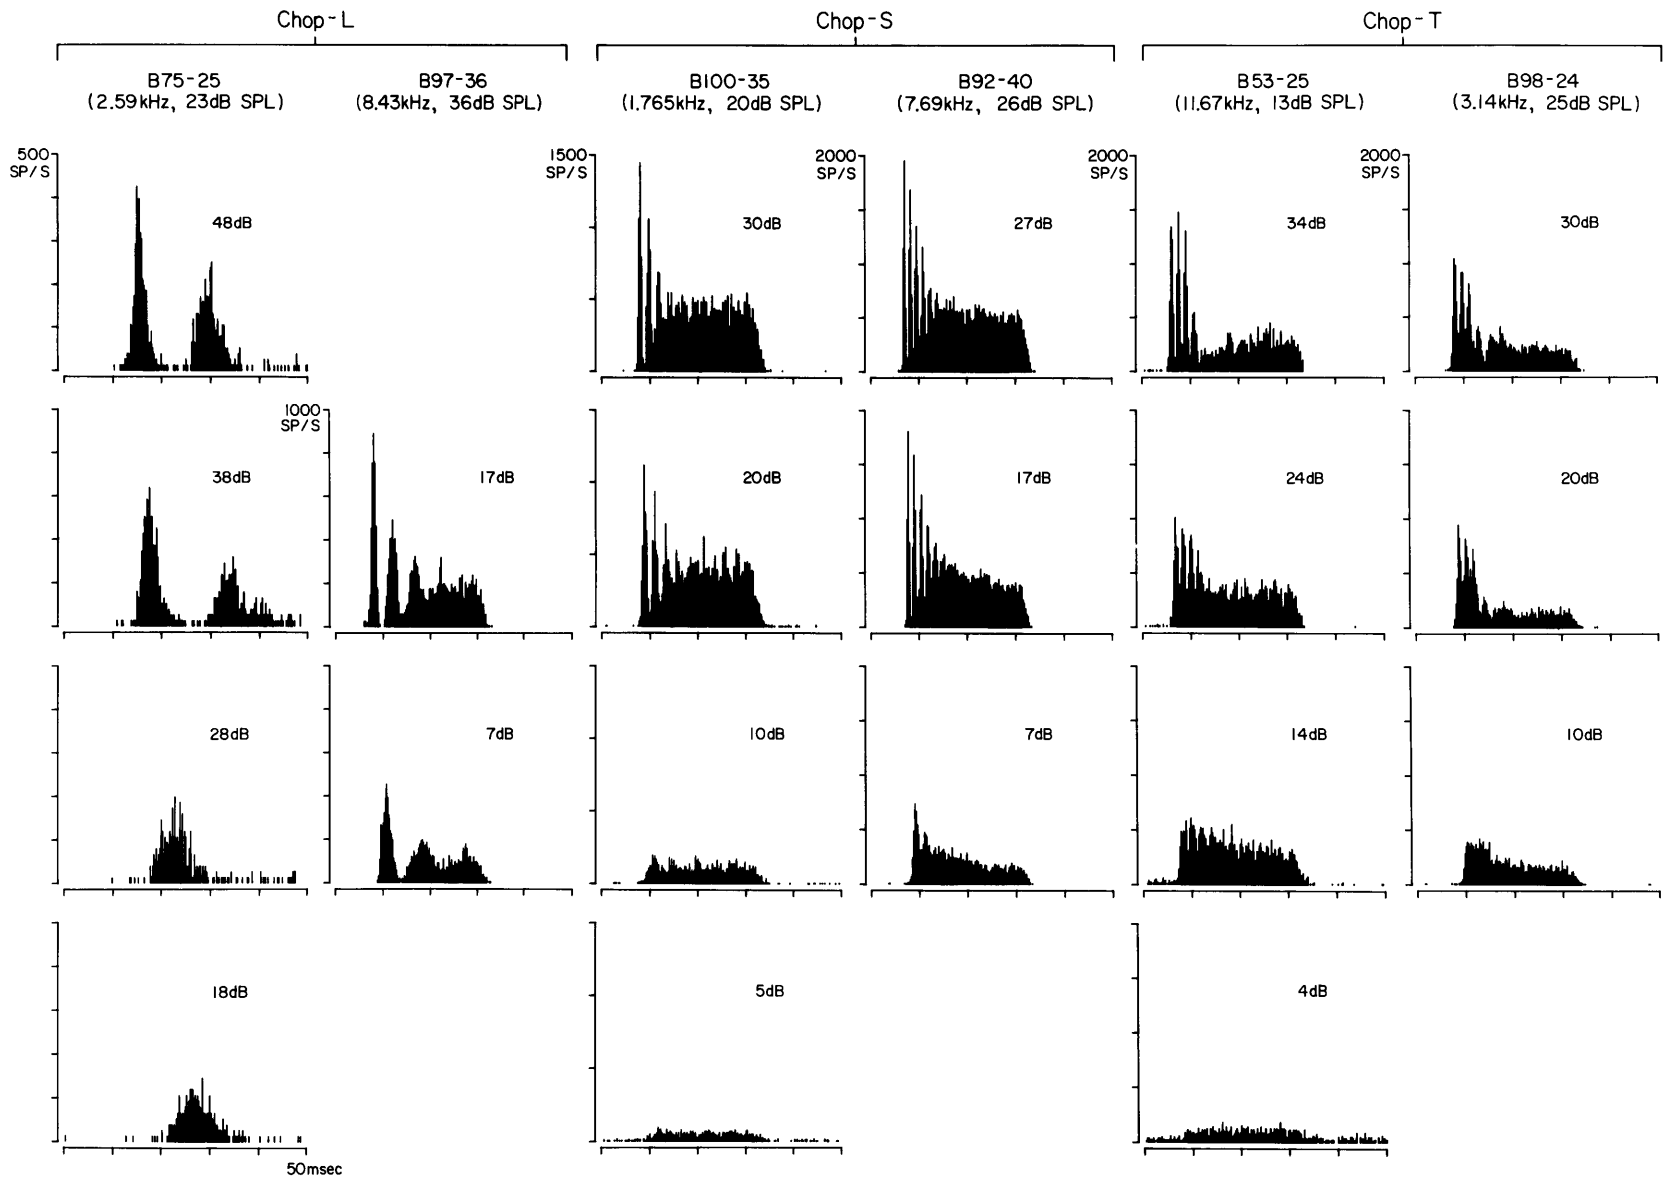 Chop-L Chop-S Chop-T
B75-25 B97-36 B100-35 B92-40 B53-25 B98-24
(2.59kHz, 23dB SPL) (8.43kHz, 36dB SPL) (1.765kHz, 20dB SPL) (7.69kHz, 26dB SPL) (11.67kHz, 13dB SPL) (3.14kHz, 25dB SPL)
500 1500 2000 2000 2000
SP/S SP/S SP/S SP/S SP/S
48dB 30dB 27dB 34dB 30dB
1000
SP/S
38dB 17dB 20dB 17dB 24dB 20dB
28dB 7dB 10dB 7dB 14dB 10dB
18dB 5dB 4dB
50msec